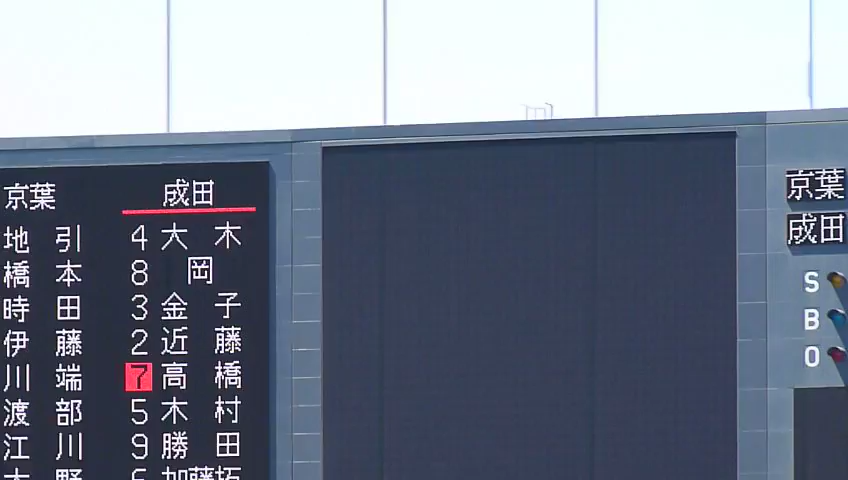 京葉 成田
地引 4 大木
橋本 8 岡
時田 3 金子
伊藤 2 近藤
川端 7 高橋
渡部 5 木村
江川 9 勝田
京葉
成田
S
B
O